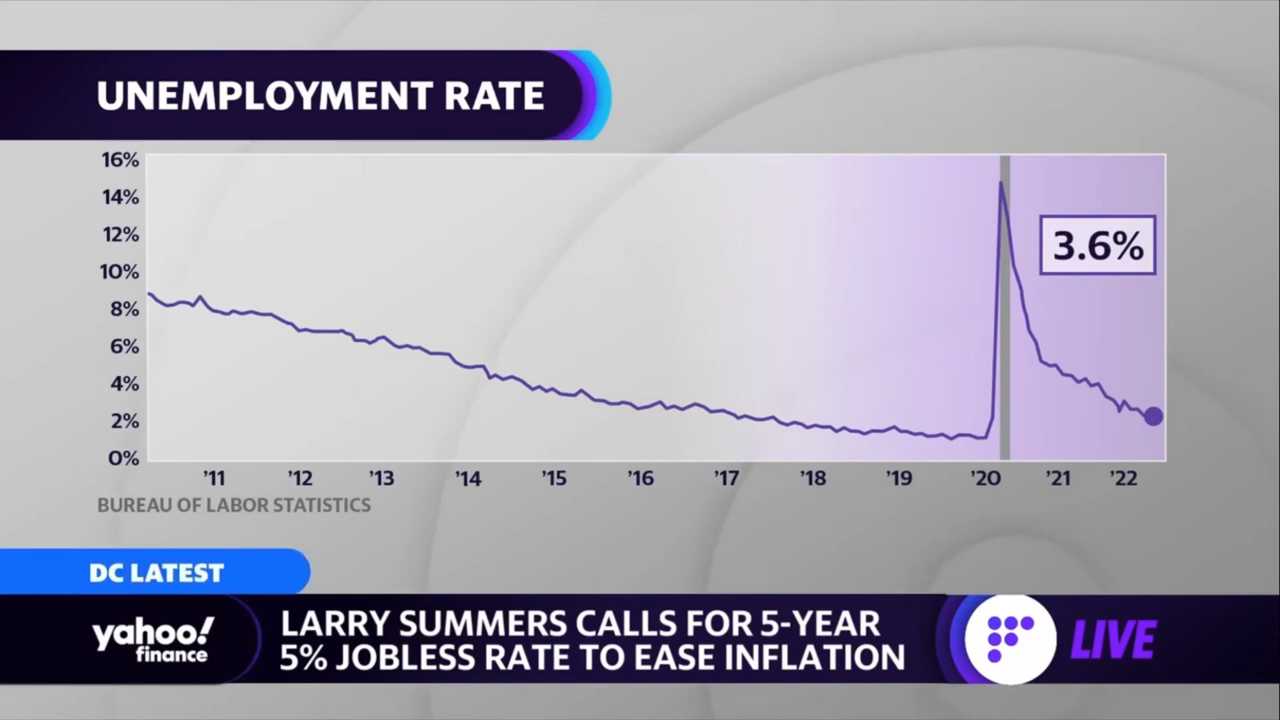 UNEMPLOYMENT RATE
16%
14%
12%
10%
8%
6%
4%
2%
0%
3.6%
'11 '12 '13 '14 '15 '16 '17 '18 '19 '20 '21 '22
BUREAU OF LABOR STATISTICS
DC LATEST
yahoo!
finance
LARRY SUMMERS CALLS FOR 5-YEAR
5% JOBLESS RATE TO EASE INFLATION
LIVE